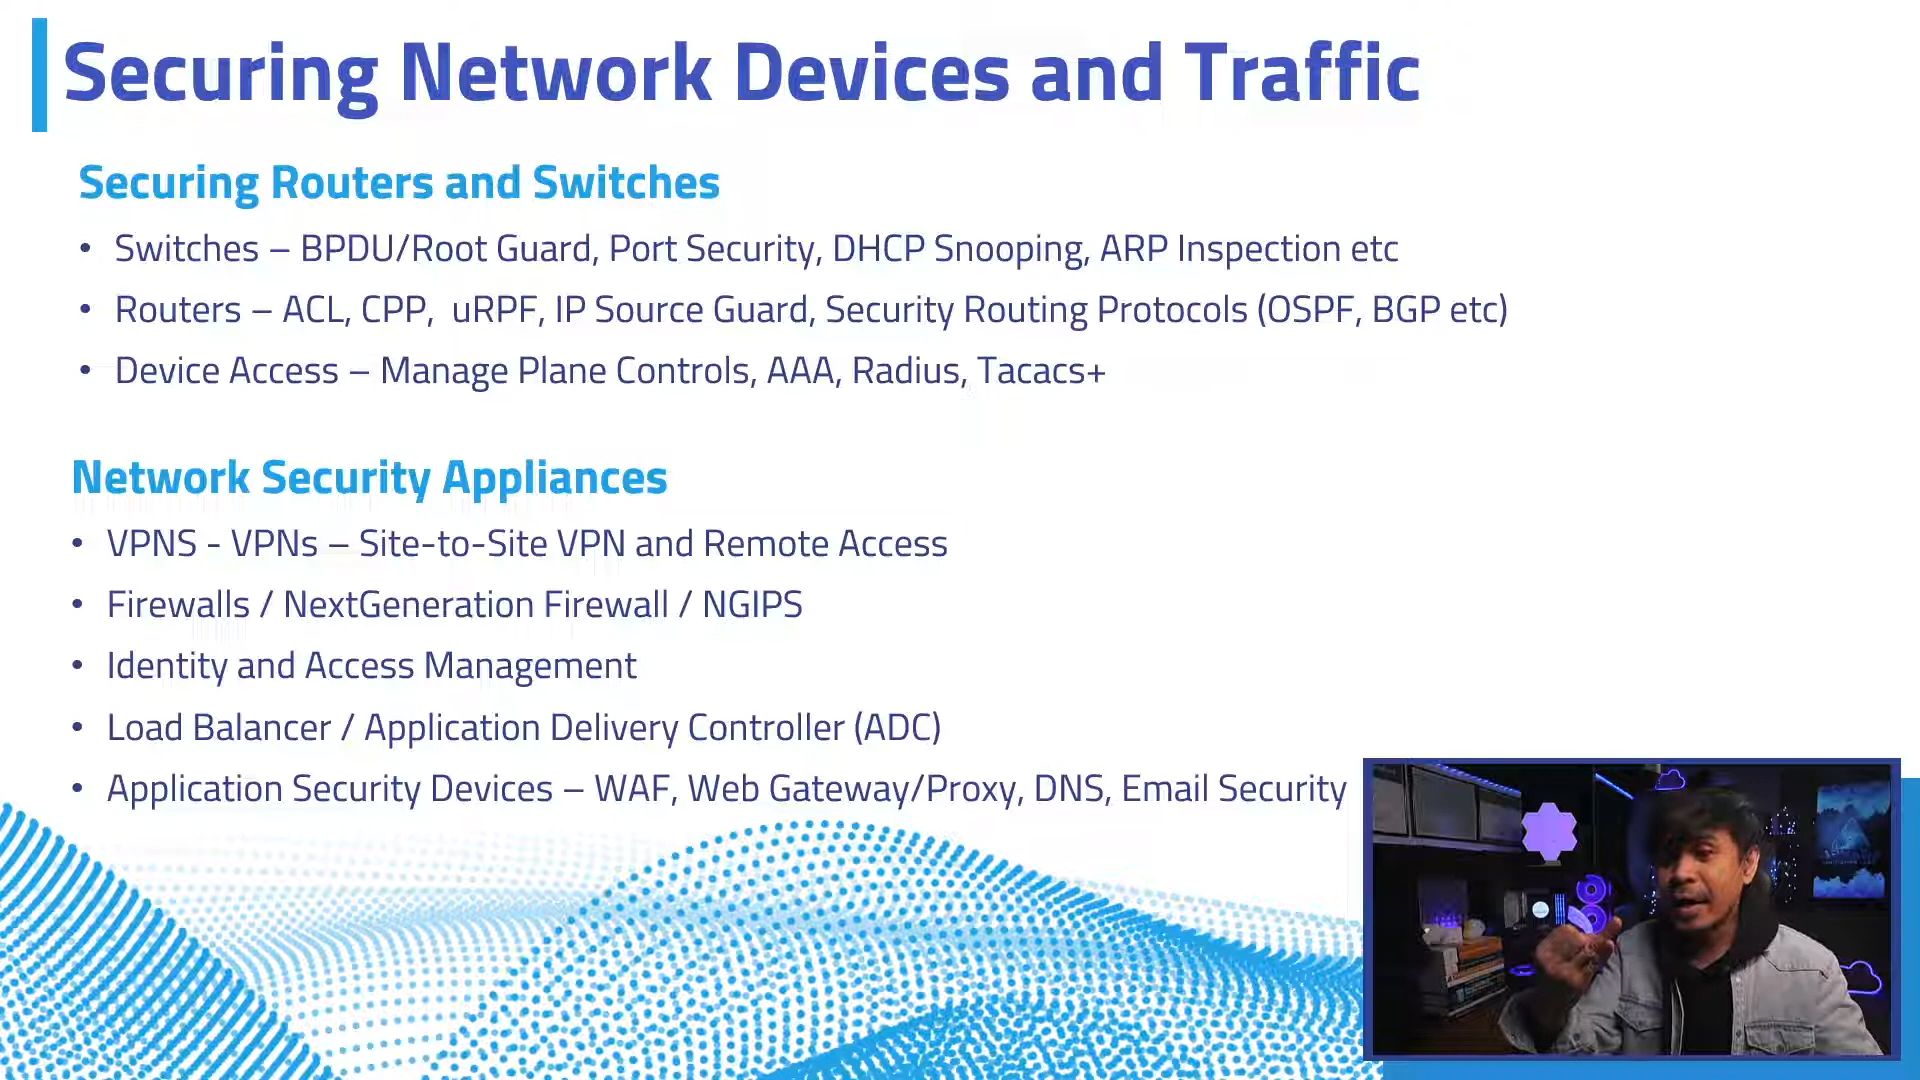 Securing Network Devices and Traffic
Securing Routers and Switches
• Switches – BPDU/Root Guard, Port Security, DHCP Snooping, ARP Inspection etc
• Routers – ACL, CPP,  uRPF, IP Source Guard, Security Routing Protocols (OSPF, BGP etc)
• Device Access – Manage Plane Controls, AAA, Radius, Tacacs+
Network Security Appliances
• VPNS - VPNs – Site-to-Site VPN and Remote Access
• Firewalls / NextGeneration Firewall / NGIPS
• Identity and Access Management
• Load Balancer / Application Delivery Controller (ADC)
• Application Security Devices – WAF, Web Gateway/Proxy, DNS, Email Security